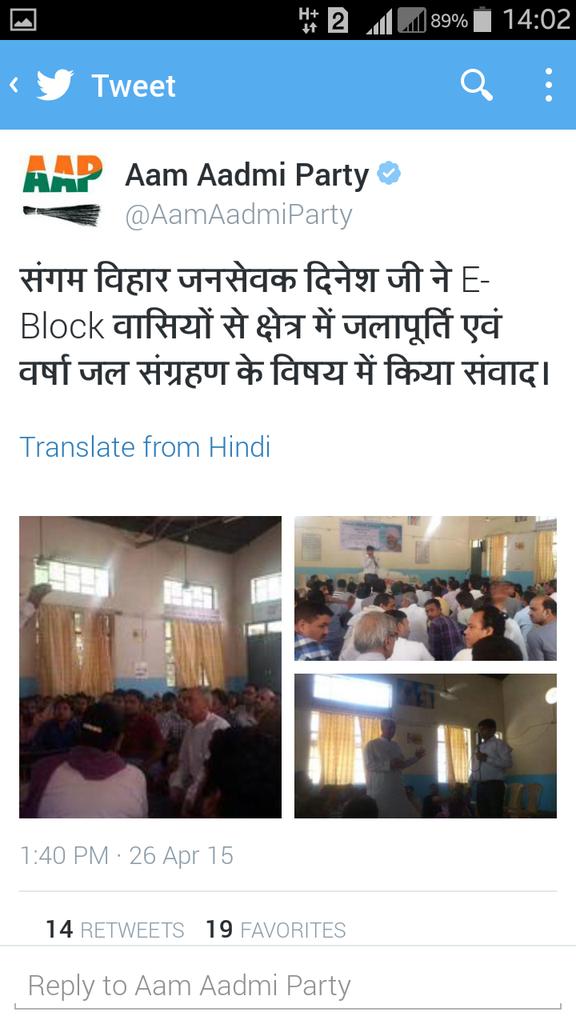 H+ 2 89% 14:02
Tweet
AAP
Aam Aadmi Party
@AamAadmiParty
संगम विहार जनसेवक दिनेश जी ने E-
Block वासियों से क्षेत्र में जलापूर्ति एवं
वर्षा जल संग्रहण के विषय में किया संवाद।
Translate from Hindi
1:40 PM · 26 Apr 15
14 RETWEETS 19 FAVORITES
Reply to Aam Aadmi Party